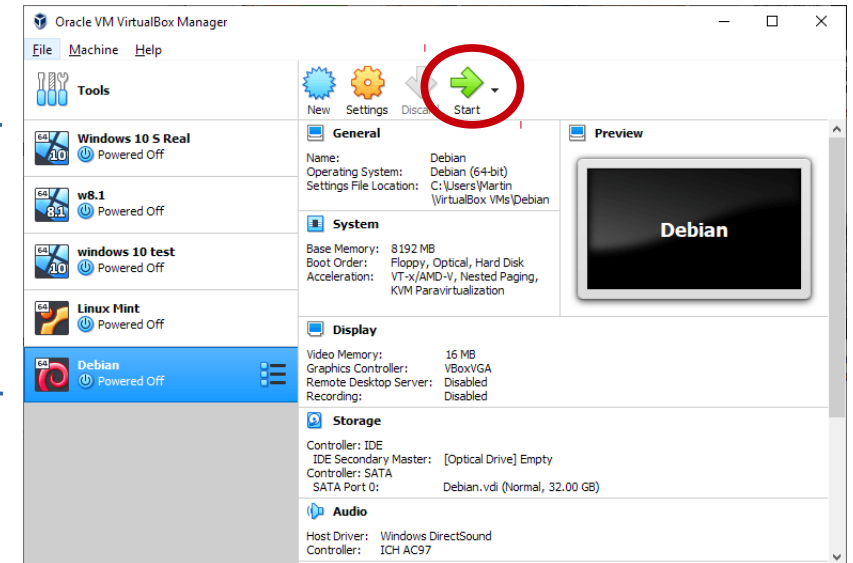 Oracle VM VirtualBox Manager
File Machine Help
Tools
New Settings Discard Start
64
10
Windows 10 S Real
Powered Off
64
8.1
w8.1
Powered Off
64
10
windows 10 test
Powered Off
64
Linux Mint
Powered Off
64
Debian
Powered Off
General
Name: Debian
Operating System: Debian (64-bit)
Settings File Location: C:\Users\Martin
\VirtualBox VMs\Debian
System
Base Memory: 8192 MB
Boot Order: Floppy, Optical, Hard Disk
Acceleration: VT-x/AMD-V, Nested Paging,
KVM Paravirtualization
Preview
Debian
Display
Video Memory: 16 MB
Graphics Controller: VBoxVGA
Remote Desktop Server: Disabled
Recording: Disabled
Storage
Controller: IDE
IDE Secondary Master: [Optical Drive] Empty
Controller: SATA
SATA Port 0: Debian.vdi (Normal, 32.00 GB)
Audio
Host Driver: Windows DirectSound
Controller: ICH AC97